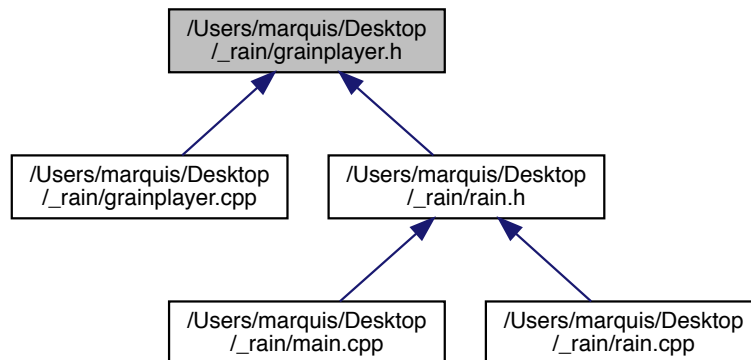 /Users/marquis/Desktop
/_rain/grainplayer.h
/Users/marquis/Desktop
/_rain/grainplayer.cpp
/Users/marquis/Desktop
/_rain/rain.h
/Users/marquis/Desktop
/_rain/main.cpp
/Users/marquis/Desktop
/_rain/rain.cpp